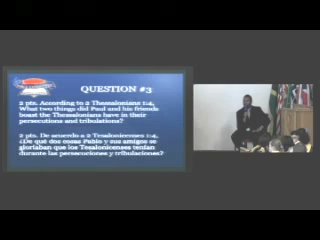 QUESTION #3
2 pts. According to 2 Thessalonians 1:4,
What two things did Paul and his friends
boast the Thessalonians have in their
persecutions and tribulations?
2 pts. De acuerdo a 2 Tesalonicenses 1:4,
¿De qué dos cosas Pablo y sus amigos se
gloriaban que los Tesalonicenses tenían
durante las persecuciones y tribulaciones?